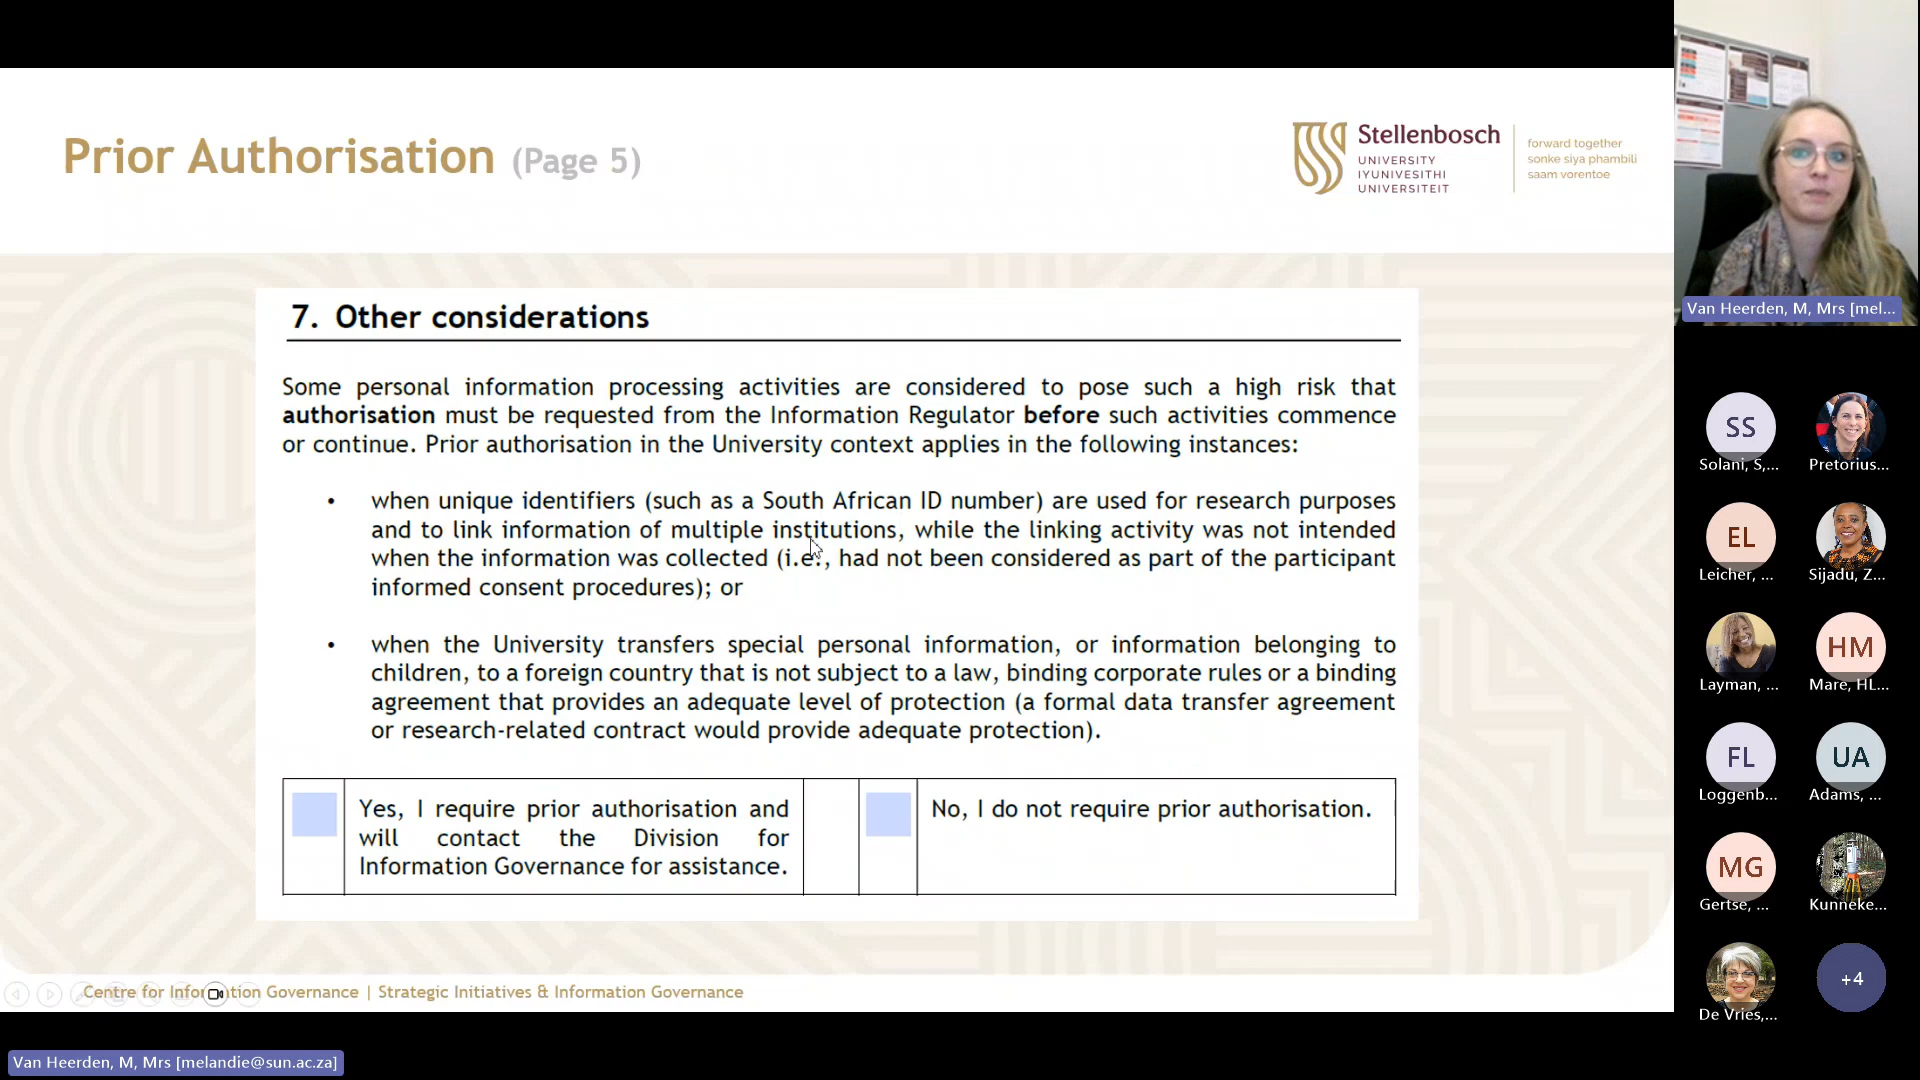 Prior Authorisation (Page 5)
Stellenbosch
UNIVERSITY
IYUNIVESITHI
UNIVERSITEIT
forward together
sonke siya phambili
saam vorentoe
7. Other considerations
Some personal information processing activities are considered to pose such a high risk that
authorisation must be requested from the Information Regulator before such activities commence
or continue. Prior authorisation in the University context applies in the following instances:
• when unique identifiers (such as a South African ID number) are used for research purposes
and to link information of multiple institutions, while the linking activity was not intended
when the information was collected (i.e., had not been considered as part of the participant
informed consent procedures); or
• when the University transfers special personal information, or information belonging to
children, to a foreign country that is not subject to a law, binding corporate rules or a binding
agreement that provides an adequate level of protection (a formal data transfer agreement
or research-related contract would provide adequate protection).
Yes, I require prior authorisation and
will contact the Division for
Information Governance for assistance.
No, I do not require prior authorisation.
Centre for Information Governance | Strategic Initiatives & Information Governance
Van Heerden, M, Mrs [melandie@sun.ac.za]
Van Heerden, M, Mrs [mel...
SS
Solani, S,...
Pretorius...
EL
Leicher, ...
Sijadu, Z...
Layman, ...
HM
Mare, HL...
FL
Loggenb...
UA
Adams, ...
MG
Gertse, ...
Kunneke...
De Vries,...
+4